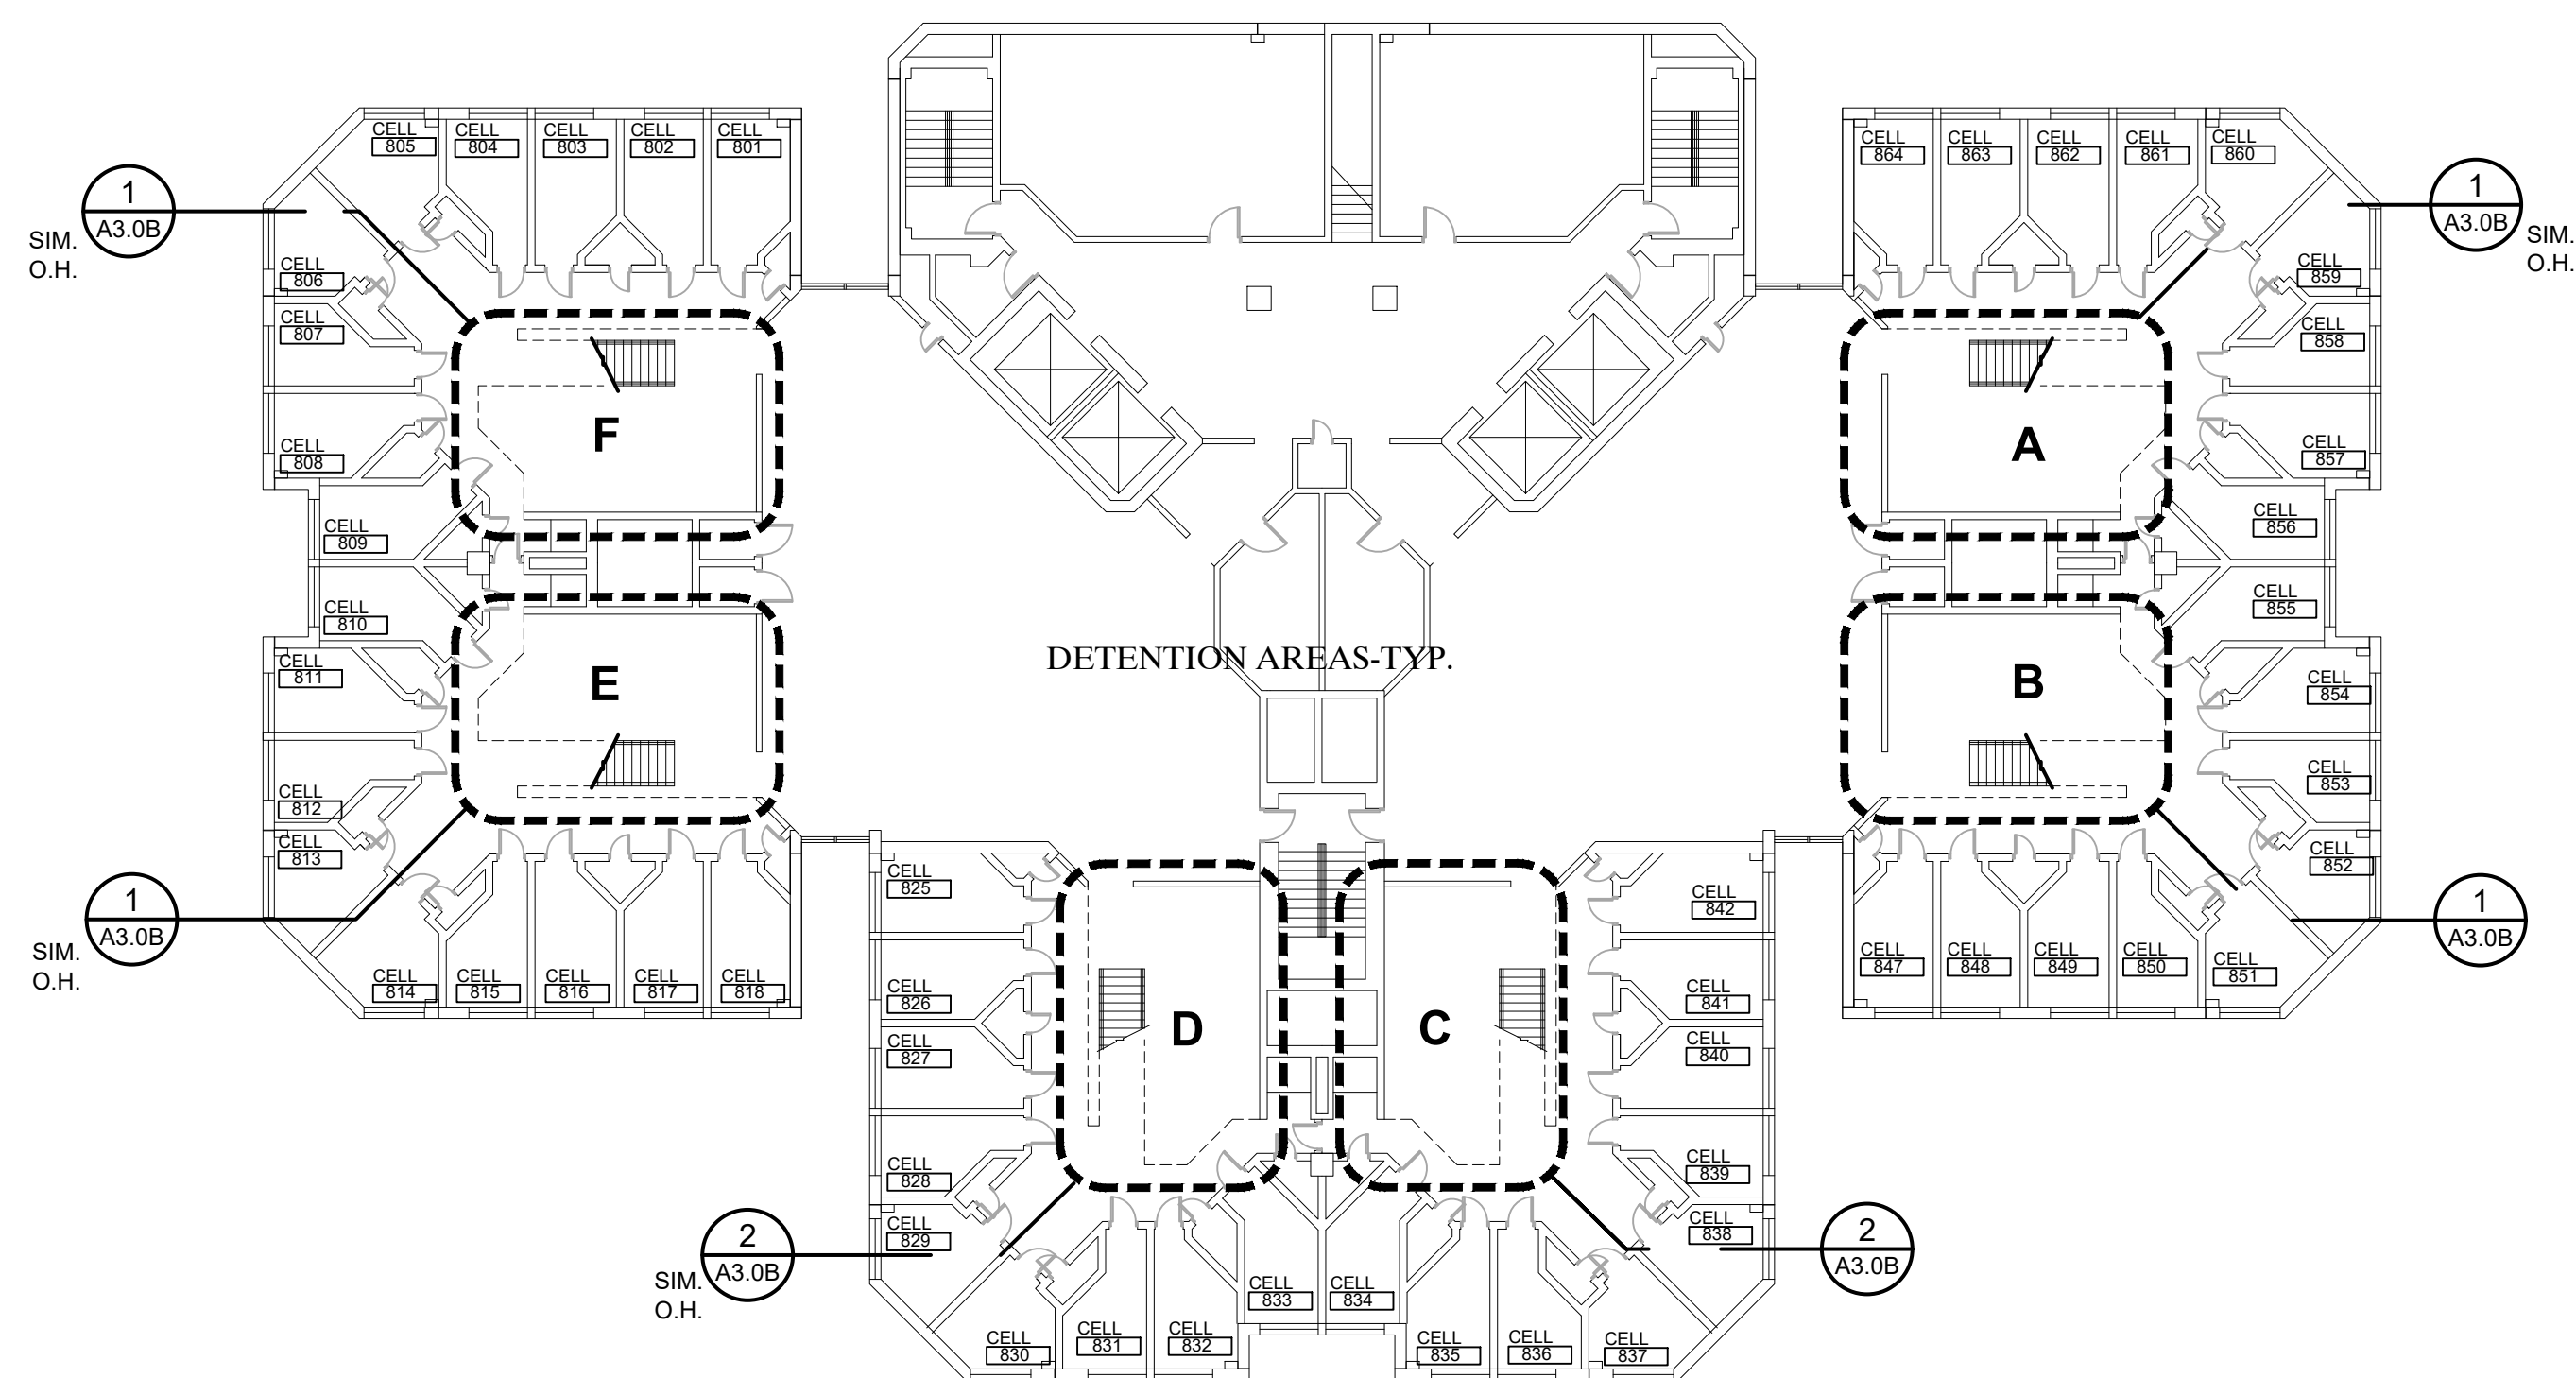 CELL
805
CELL
804
CELL
803
CELL
802
CELL
801
CELL
864
CELL
863
CELL
862
CELL
861
CELL
860
1
A3.0B
SIM.
O.H.
1
A3.0B
SIM.
O.H.
CELL
806
CELL
807
CELL
808
CELL
809
CELL
810
CELL
811
CELL
812
CELL
813
F
E
A
B
CELL
859
CELL
858
CELL
857
CELL
856
CELL
855
CELL
854
CELL
853
CELL
852
DETENTION AREAS-TYP.
1
A3.0B
SIM.
O.H.
1
A3.0B
CELL
814
CELL
815
CELL
816
CELL
817
CELL
818
CELL
847
CELL
848
CELL
849
CELL
850
CELL
851
CELL
825
CELL
826
CELL
827
CELL
828
CELL
829
D
C
CELL
842
CELL
841
CELL
840
CELL
839
CELL
838
2
A3.0B
SIM.
O.H.
2
A3.0B
CELL
830
CELL
831
CELL
832
CELL
833
CELL
834
CELL
835
CELL
836
CELL
837